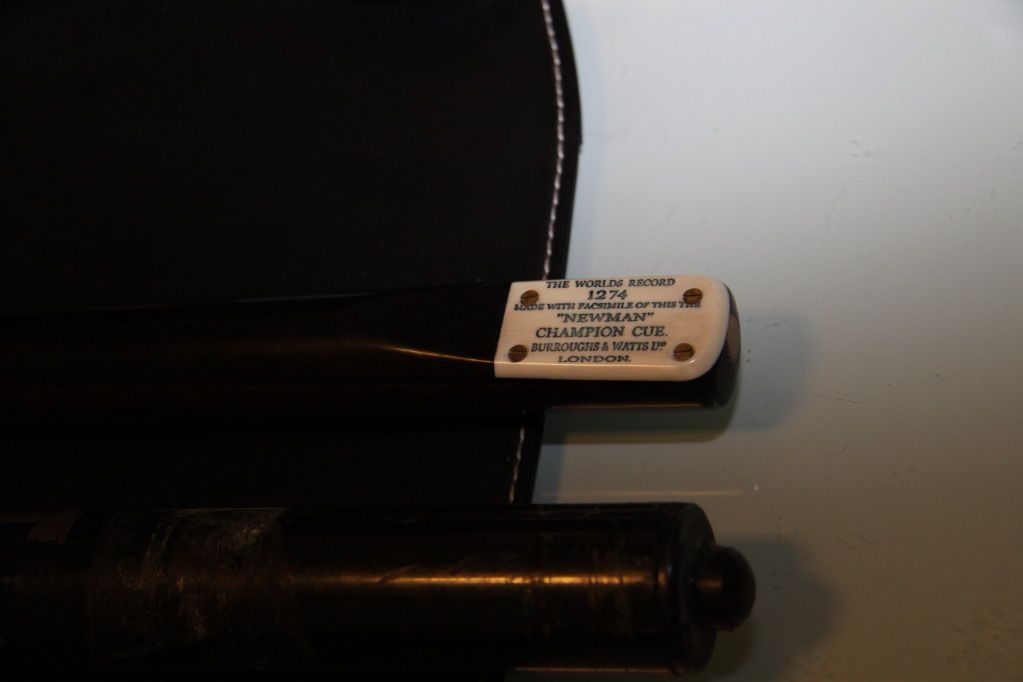 THE WORLDS RECORD
1274
MADE WITH FACSIMILE OF THIS THE
"NEWMAN"
CHAMPION CUE.
BURROUGHS & WATTS LTD
LONDON.